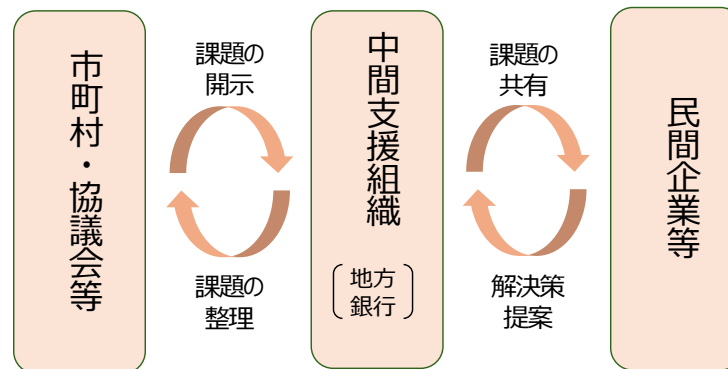 市町村・協議会等
課題の
開示
課題の
整理
中間支援組織
地方
銀行
課題の
共有
解決策
提案
民間企業等